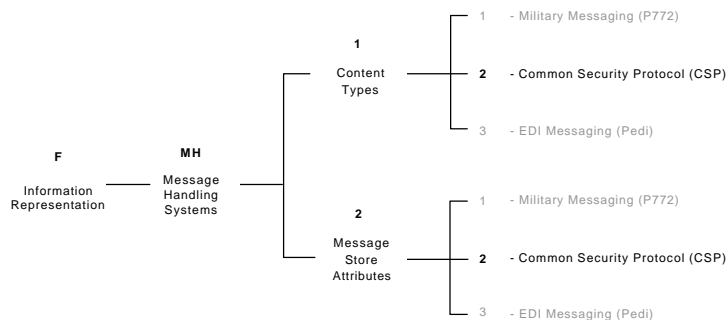 1
Content
Types
1 - Military Messaging (P772)
2 - Common Security Protocol (CSP)
3 - EDI Messaging (Pedi)
F
Information
Representation
MH
Message
Handling
Systems
2
Message
Store
Attributes
1 - Military Messaging (P772)
2 - Common Security Protocol (CSP)
3 - EDI Messaging (Pedi)